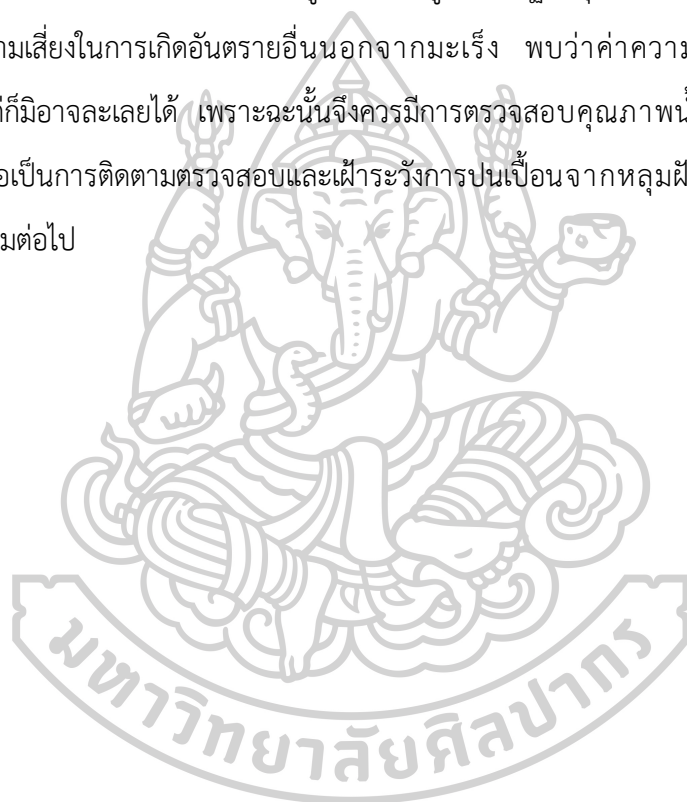 ามเสี่ยงในการเกิดอันตรายอื่นนอกจากมะเร็ง พบว่าค่าความ
ก็มิอาจละเลยได้ เพราะฉะนั้นจึงควรมีการตรวจสอบคุณภาพน้
อเป็นการติดตามตรวจสอบและเฝ้าระวังการปนเปื้อนจากหลุมฝั
มต่อไป
มหาวิทยาลัยศิลปากร